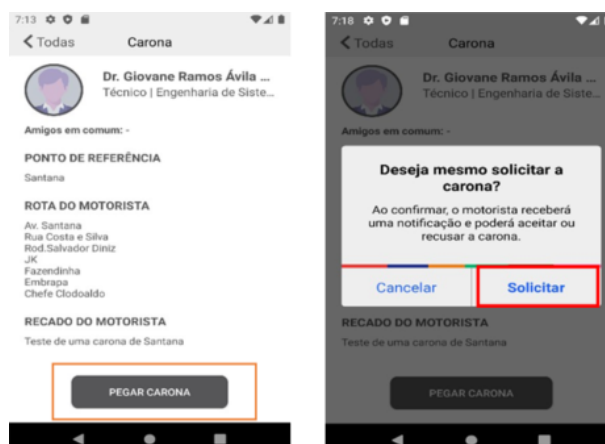 7:13
Todas Carona
Dr. Giovane Ramos Ávila ...
Técnico | Engenharia de Siste...
Amigos em comum: -
PONTO DE REFERÊNCIA
Santana
ROTA DO MOTORISTA
Av. Santana
Rua Costa e Silva
Rod.Salvador Diniz
JK
Fazendinha
Embrapa
Chefe Clodoaldo
RECADO DO MOTORISTA
Teste de uma carona de Santana
PEGAR CARONA
7:18
Todas Carona
Dr. Giovane Ramos Ávila ...
Técnico | Engenharia de Siste...
Amigos em comum: -
Deseja mesmo solicitar a
carona?
Ao confirmar, o motorista receberá
uma notificação e poderá aceitar ou
recusar a carona.
Cancelar Solicitar
RECADO DO MOTORISTA
Teste de uma carona de Santana
PEGAR CARONA